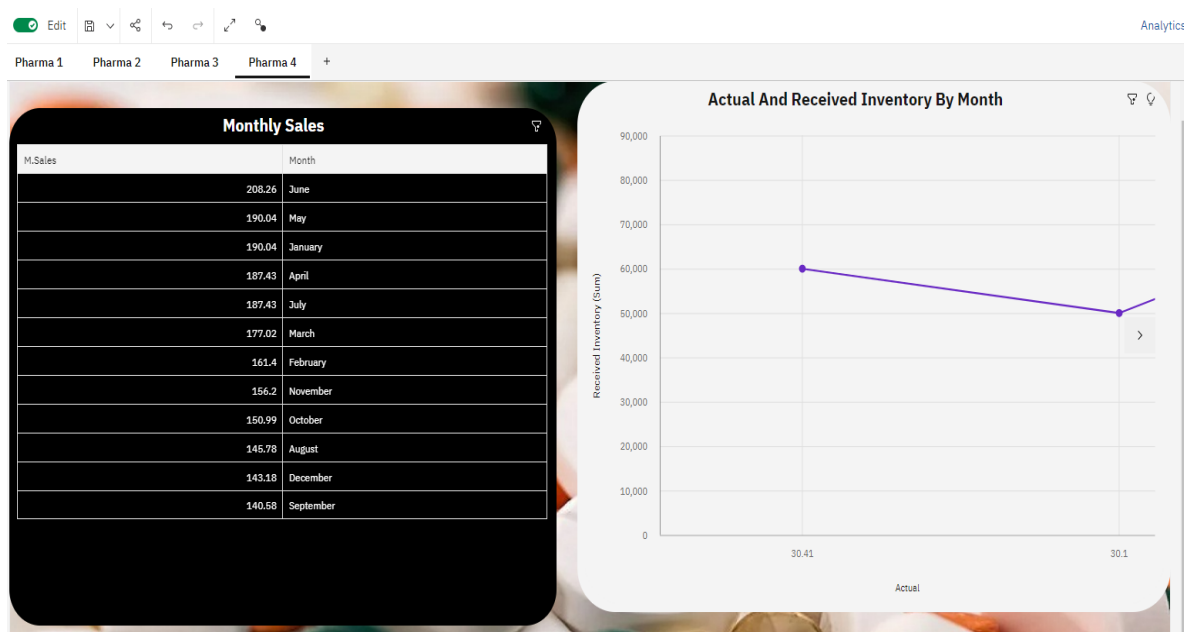 Edit
Analytics
Pharma 1 Pharma 2 Pharma 3 Pharma 4 +
Monthly Sales
M.Sales Month
208.26 June
190.04 May
190.04 January
187.43 April
187.43 July
177.02 March
161.4 February
156.2 November
150.99 October
145.78 August
143.18 December
140.58 September
Actual And Received Inventory By Month
Received Inventory (Sum)
90,000
80,000
70,000
60,000
50,000
40,000
30,000
20,000
10,000
0
30.41 30.1
Actual